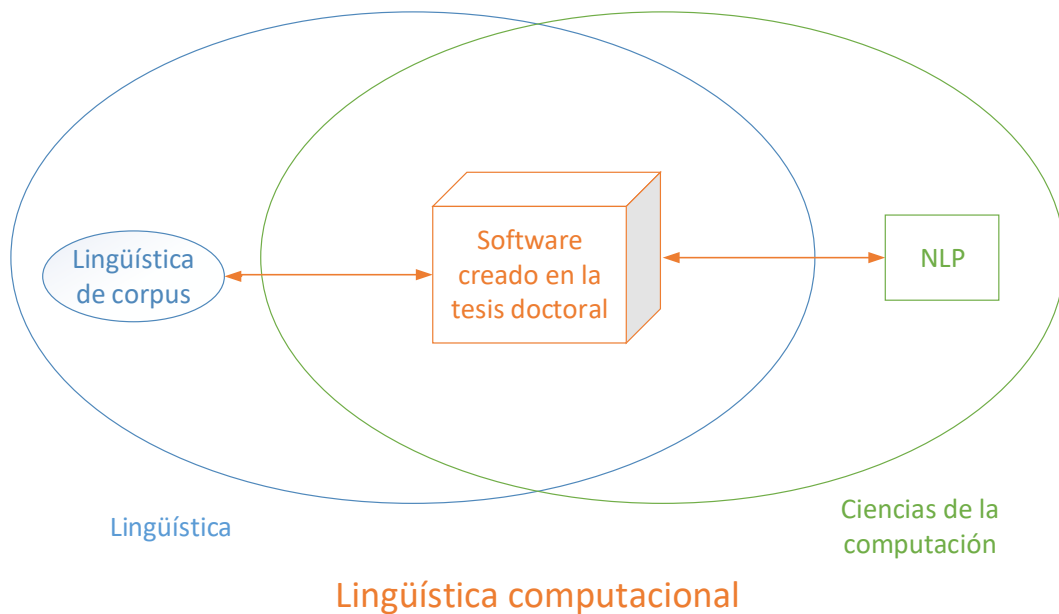 Lingüística
de corpus
Software
creado en la
tesis doctoral
NLP
Lingüística
Ciencias de la
computación
Lingüística computacional